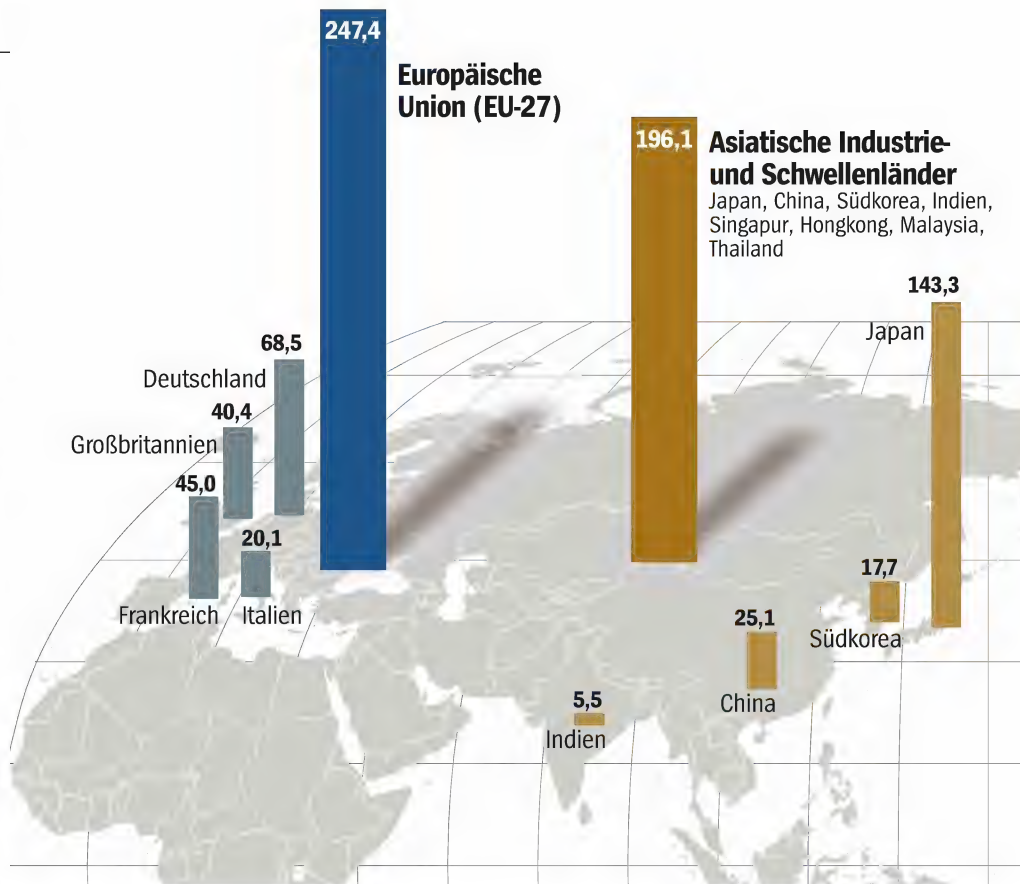 247,4
Europäische
Union (EU-27)
196,1
Asiatische Industrie-
und Schwellenländer
Japan, China, Südkorea, Indien,
Singapur, Hongkong, Malaysia,
Thailand
143,3
Japan
68,5
Deutschland
40,4
Großbritannien
45,0
Frankreich
20,1
Italien
17,7
Südkorea
25,1
China
5,5
Indien